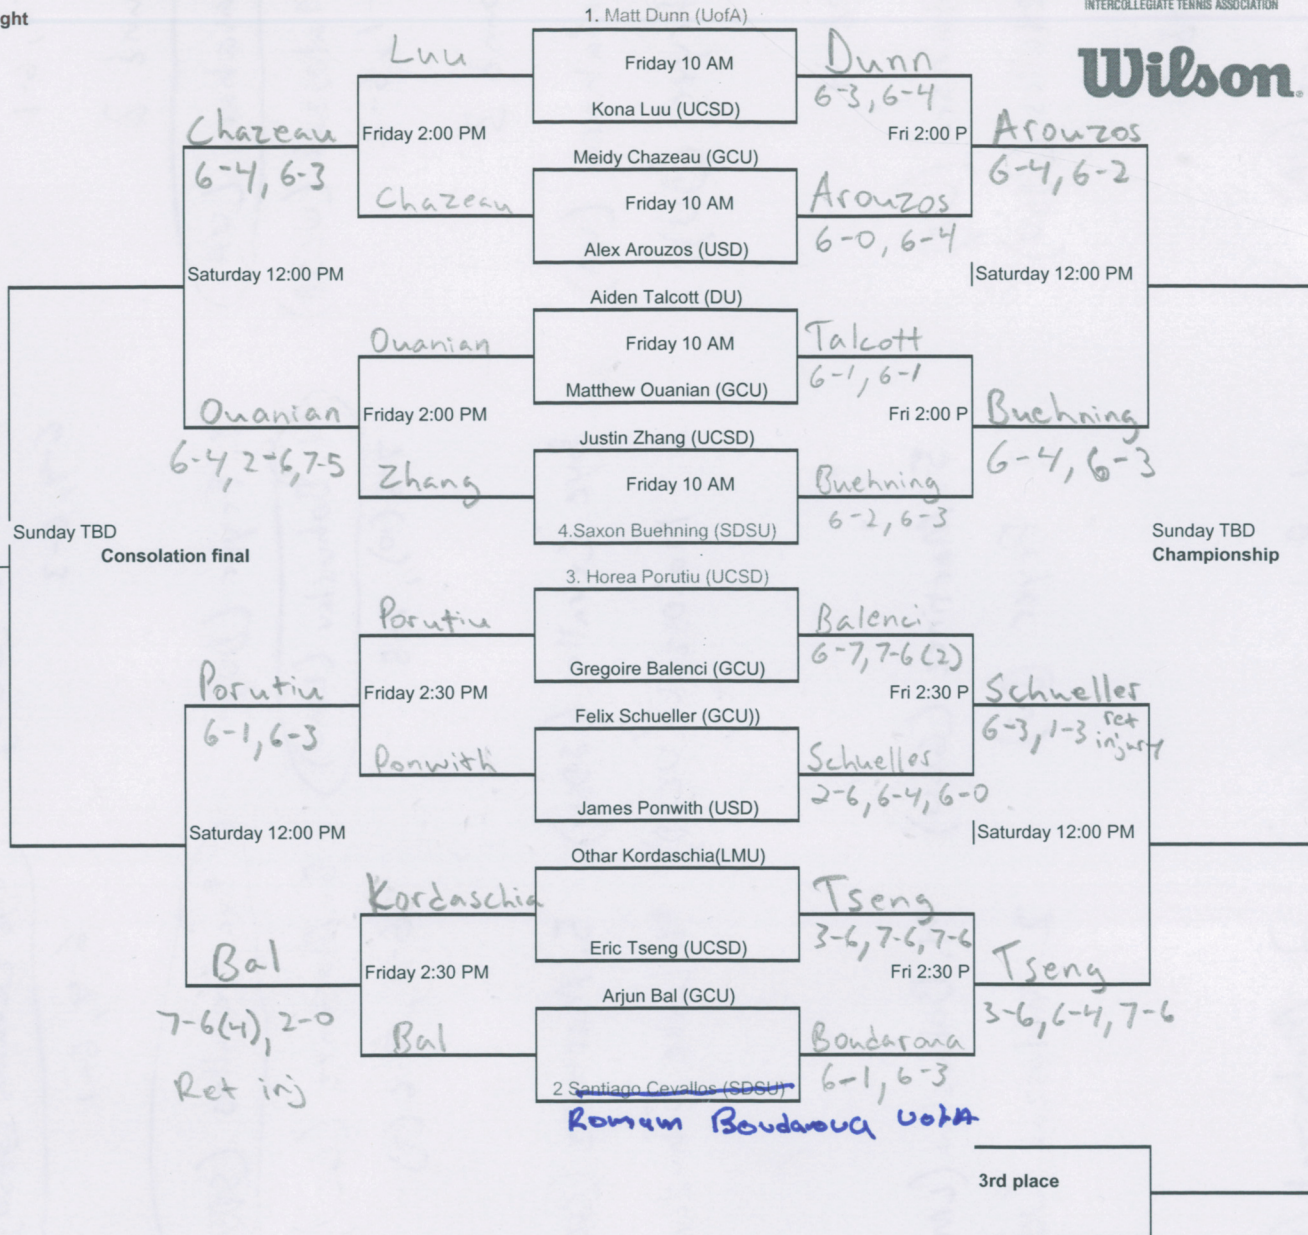 ght
INTERCOLLEGIATE TENNIS ASSOCIATION
Wilson
1. Matt Dunn (UofA)
Luu
Friday 10 AM
Dunn
Kona Luu (UCSD)
6-3, 6-4
Chazeau
Friday 2:00 PM
Fri 2:00 P
Arouzos
6-4, 6-3
Meidy Chazeau (GCU)
6-4, 6-2
Chazeau
Friday 10 AM
Arouzos
Alex Arouzos (USD)
6-0, 6-4
Saturday 12:00 PM
Saturday 12:00 PM
Aiden Talcott (DU)
Ouanian
Friday 10 AM
Talcott
Matthew Ouanian (GCU)
6-1, 6-1
Ouanian
Friday 2:00 PM
Fri 2:00 P
Buehning
6-4, 2-6, 7-5
Justin Zhang (UCSD)
6-4, 6-3
Zhang
Friday 10 AM
Buehning
4.Saxon Buehning (SDSU)
6-2, 6-3
Sunday TBD
Consolation final
Sunday TBD
Championship
3. Horea Porutiu (UCSD)
Porutiu
Balenci
Gregoire Balenci (GCU)
6-7, 7-6 (2)
Porutiu
Friday 2:30 PM
Fri 2:30 P
Schueller
6-1, 6-3
Felix Schueller (GCU))
6-3, 1-3 ret
injury
Ponwith
Schueller
James Ponwith (USD)
2-6, 6-4, 6-0
Saturday 12:00 PM
Saturday 12:00 PM
Othar Kordaschia(LMU)
Kordaschia
Tseng
Eric Tseng (UCSD)
3-6, 7-6, 7-6
Bal
Friday 2:30 PM
Fri 2:30 P
Tseng
7-6(4), 2-0
Ret inj
Arjun Bal (GCU)
3-6, 6-4, 7-6
Bal
Boudarona
2 Santiago Cevallos (SDSU)
6-1, 6-3
UofA
3rd place